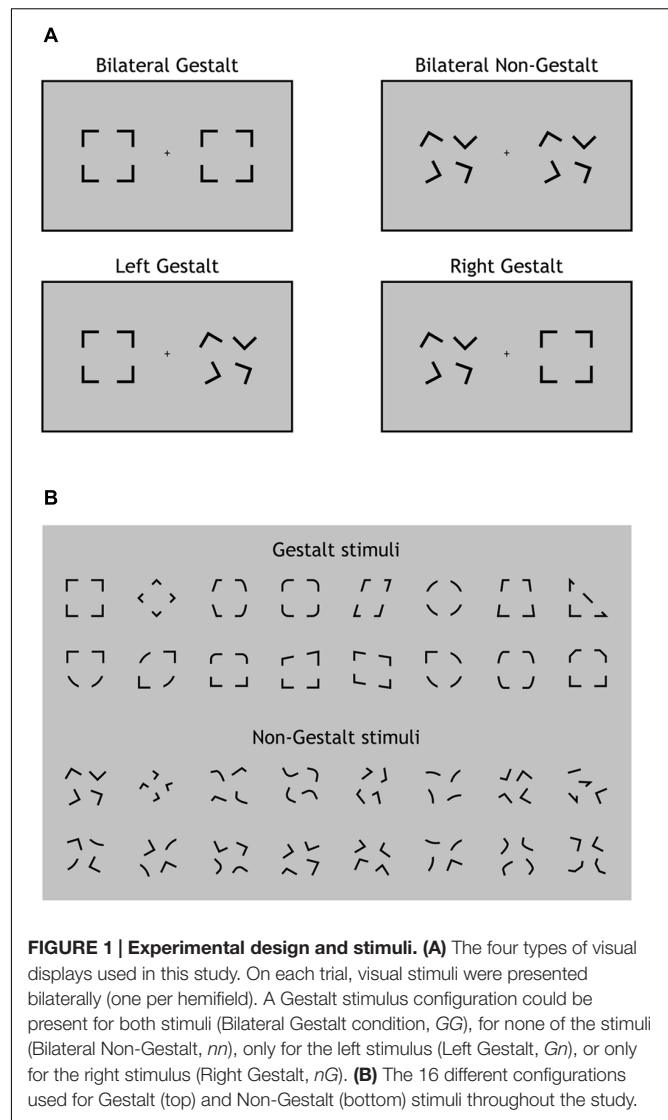 A
Bilateral Gestalt
Bilateral Non-Gestalt
Left Gestalt
Right Gestalt
B
Gestalt stimuli
Non-Gestalt stimuli
FIGURE 1 | Experimental design and stimuli. (A) The four types of visual
displays used in this study. On each trial, visual stimuli were presented
bilaterally (one per hemifield). A Gestalt stimulus configuration could be
present for both stimuli (Bilateral Gestalt condition, GG), for none of the stimuli
(Bilateral Non-Gestalt, nn), only for the left stimulus (Left Gestalt, Gn), or only
for the right stimulus (Right Gestalt, nG). (B) The 16 different configurations
used for Gestalt (top) and Non-Gestalt (bottom) stimuli throughout the study.